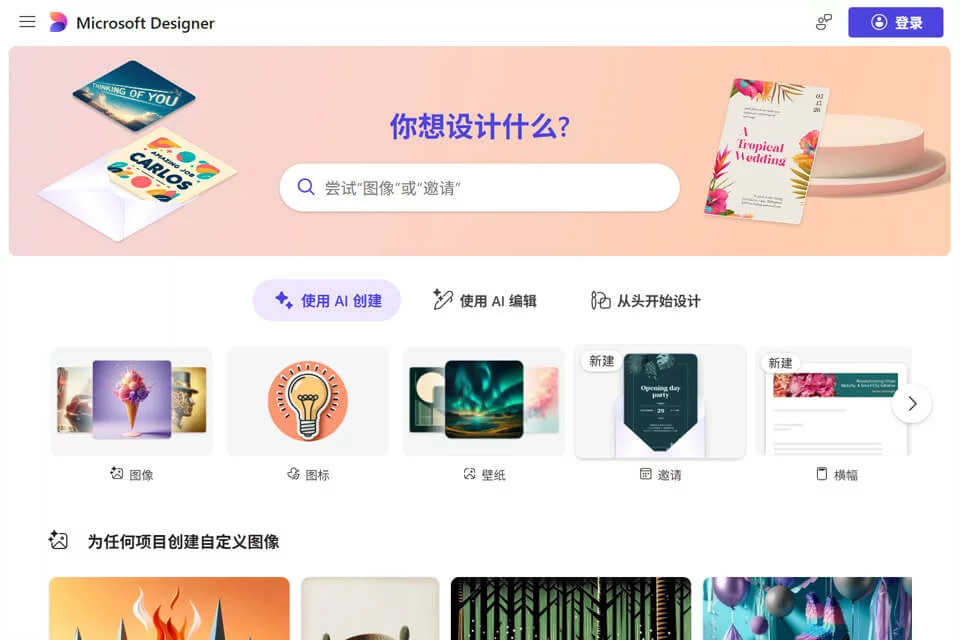 Microsoft Designer
登录
THINKING OF YOU
AMAZING JOB
CARLOS
你想设计什么?
尝试“图像”或“邀请”
A
Tropical
Wedding
使用 AI 创建
使用 AI 编辑
从头开始设计
新建
Opening day
party
29
新建
图像
图标
壁纸
邀请
横幅
为任何项目创建自定义图像